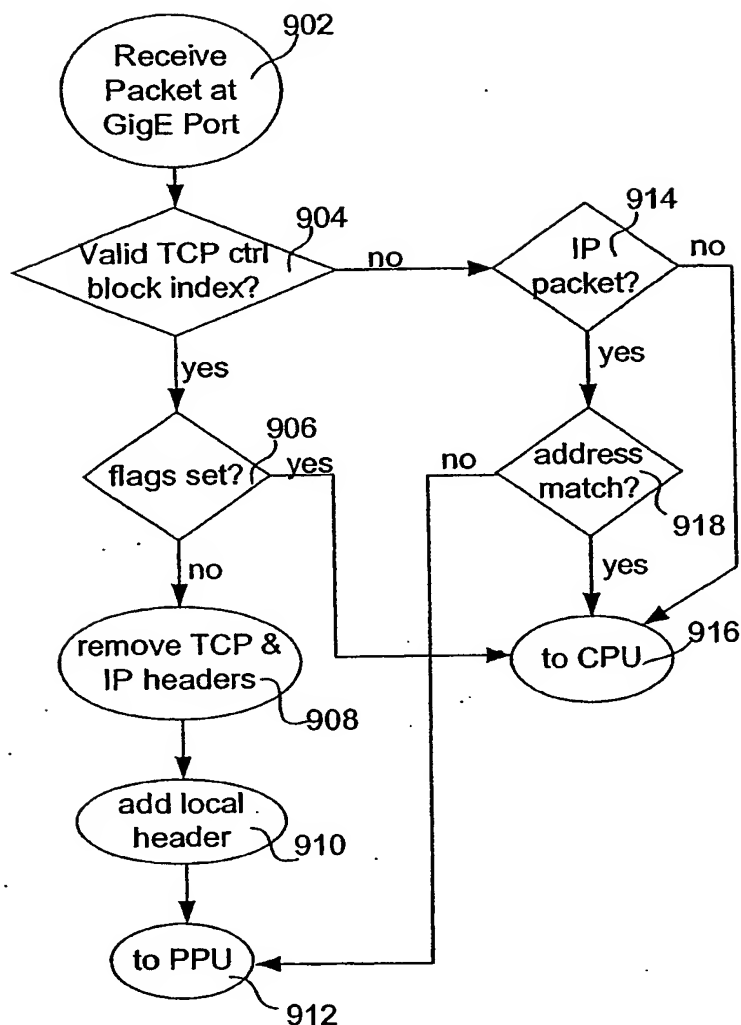 902
Receive
Packet at
GigE Port
904
Valid TCP ctrl
block index?
no
914
IP
packet?
no
yes
yes
906
flags set?
yes
no
address
match?
918
no
yes
remove TCP &
IP headers
908
to CPU
916
add local
header
910
to PPU
912